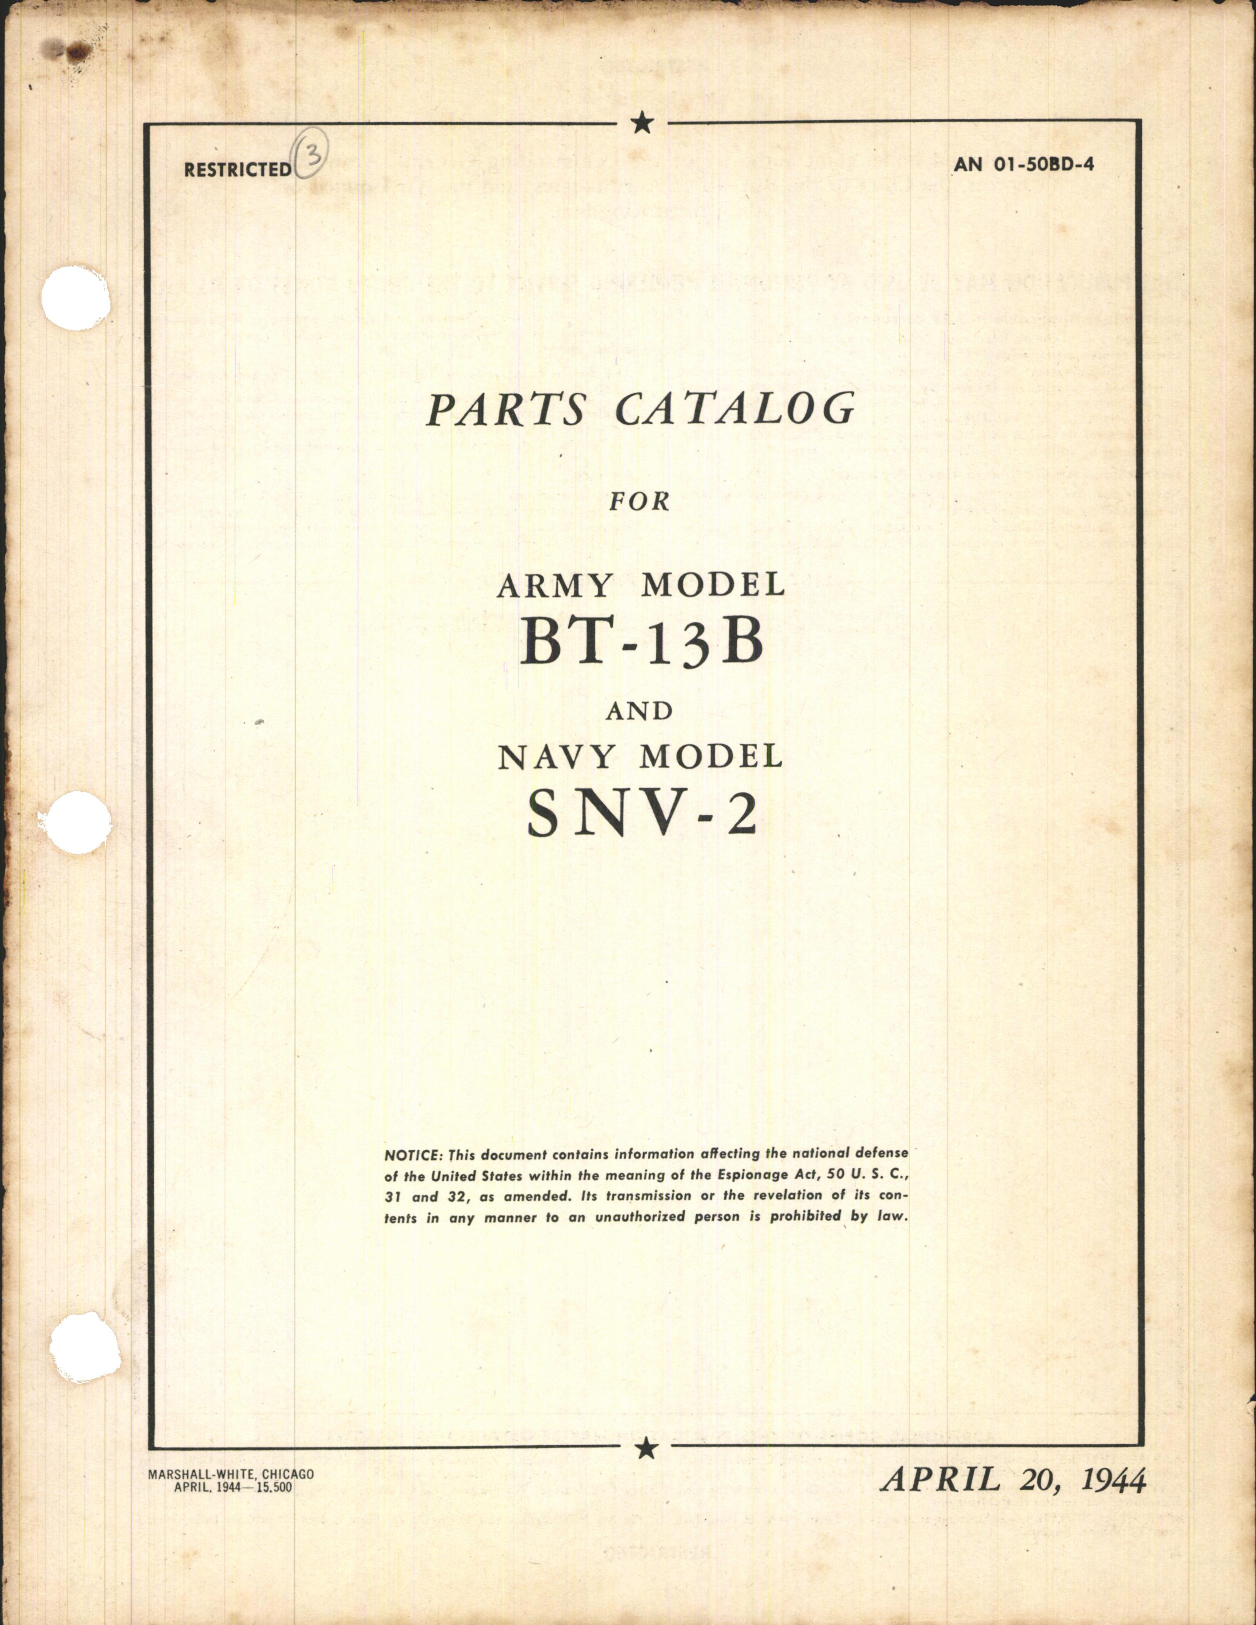 RESTRICTED 3
AN 01-50BD-4
PARTS CATALOG
FOR
ARMY MODEL
BT-13B
AND
NAVY MODEL
SNV-2
NOTICE: This document contains information affecting the national defense
of the United States within the meaning of the Espionage Act, 50 U. S. C.,
31 and 32, as amended. Its transmission or the revelation of its con-
tents in any manner to an unauthorized person is prohibited by law.
MARSHALL-WHITE, CHICAGO
APRIL, 1944—15,500
APRIL 20, 1944